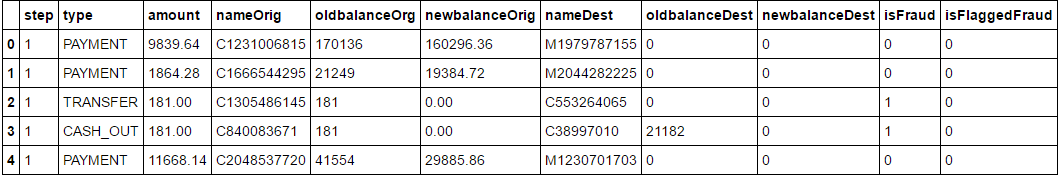 step type amount nameOrig oldbalanceOrg newbalanceOrig nameDest oldbalanceDest newbalanceDest isFraud isFlaggedFraud
0 1 PAYMENT 9839.64 C1231006815 170136 160296.36 M1979787155 0 0 0 0
1 1 PAYMENT 1864.28 C1666544295 21249 19384.72 M2044282225 0 0 0 0
2 1 TRANSFER 181.00 C1305486145 181 0.00 C553264065 0 0 1 0
3 1 CASH_OUT 181.00 C840083671 181 0.00 C38997010 21182 0 1 0
4 1 PAYMENT 11668.14 C2048537720 41554 29885.86 M1230701703 0 0 0 0